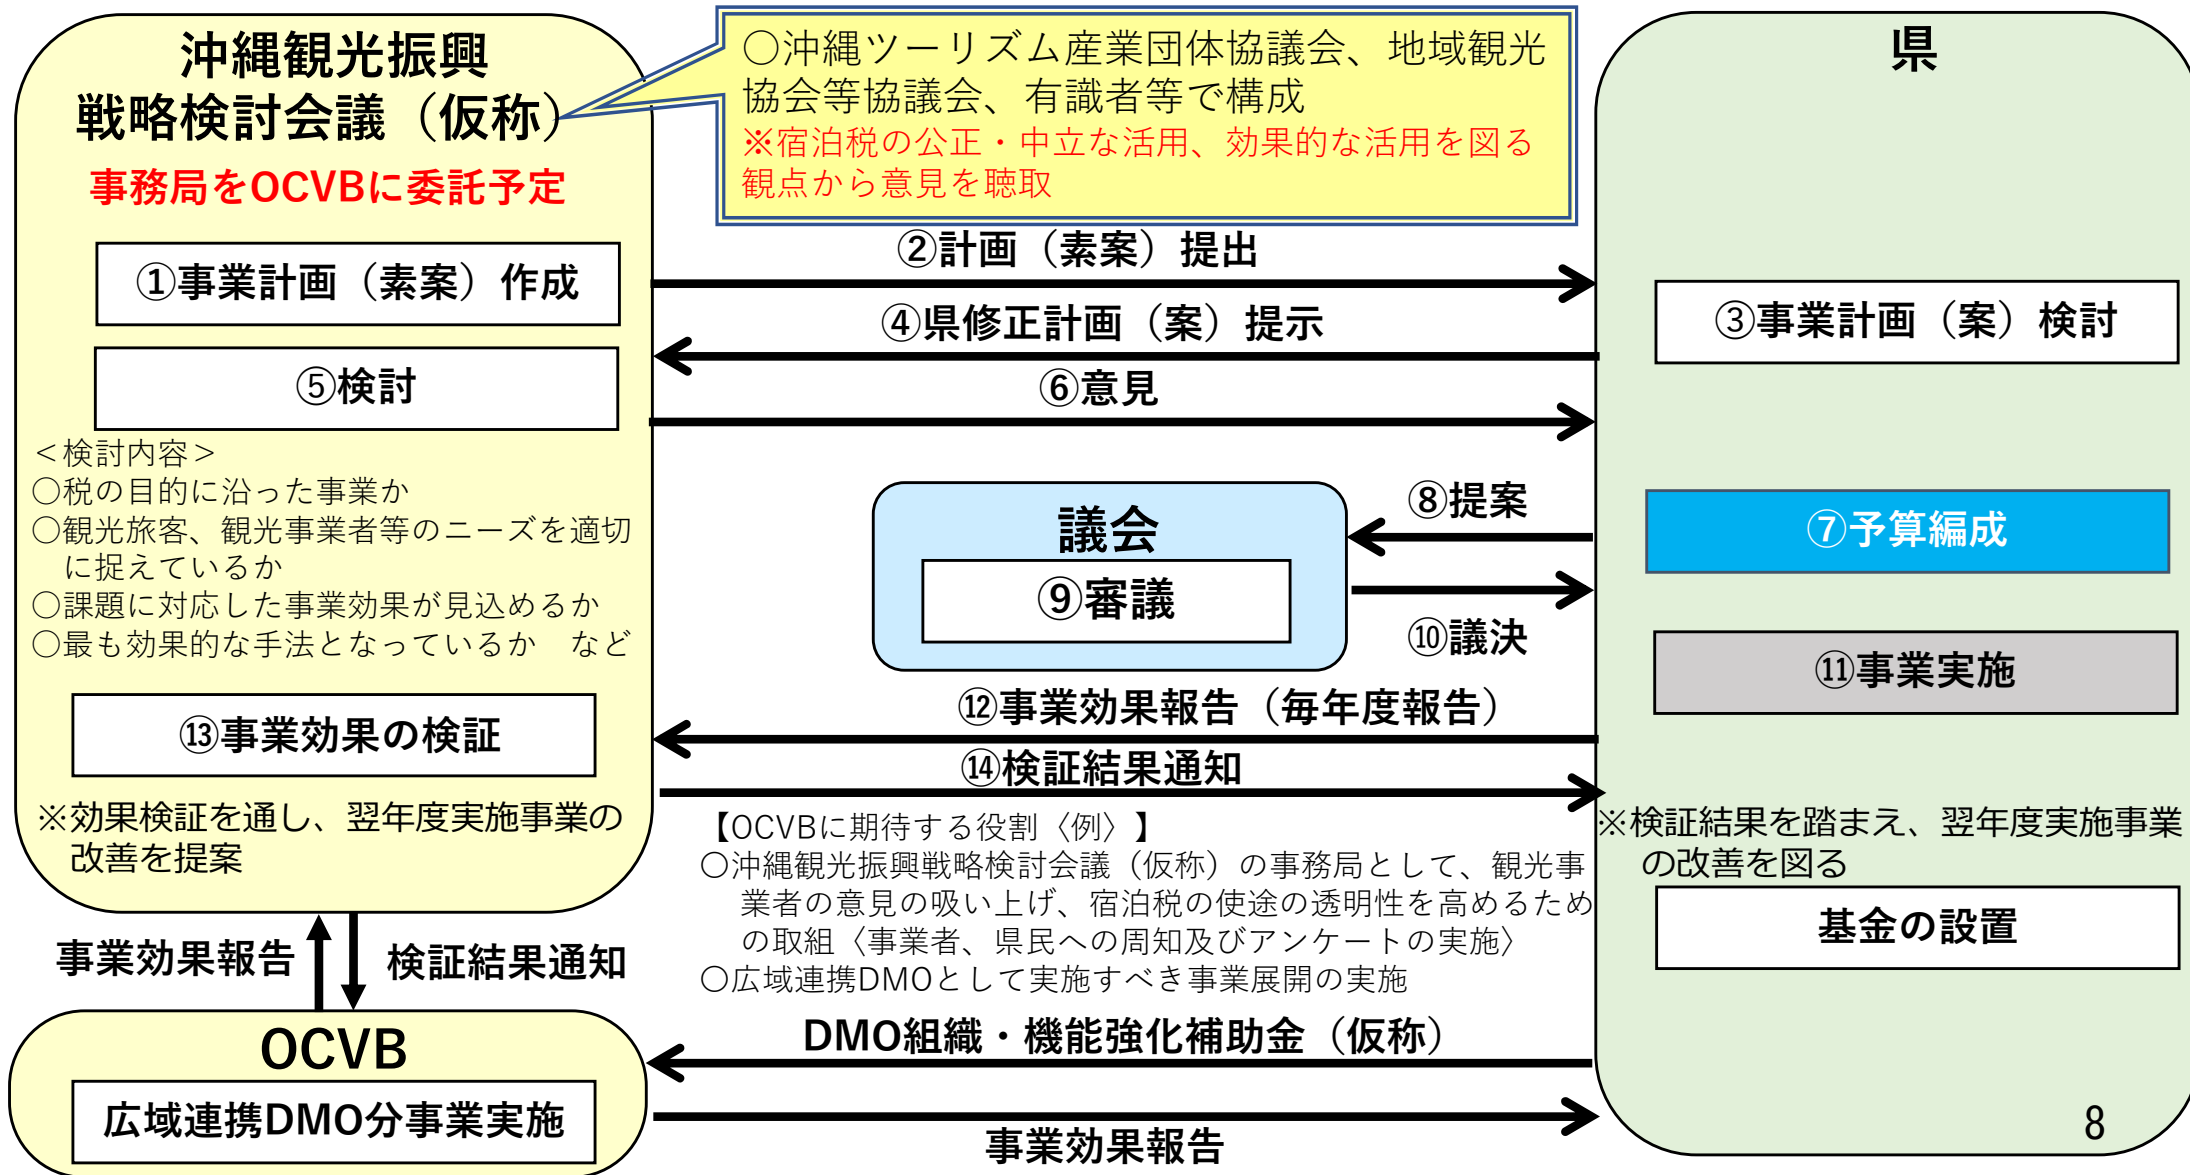 沖縄観光振興
戦略検討会議（仮称）
事務局をOCVBに委託予定
○沖縄ツーリズム産業団体協議会、地域観光
協会等協議会、有識者等で構成
※宿泊税の公正・中立な活用、効果的な活用を図る
観点から意見を聴取
県
①事業計画（素案）作成
②計画（素案）提出
③事業計画（案）検討
④県修正計画（案）提示
⑤検討
⑥意見
＜検討内容＞
○税の目的に沿った事業か
○観光旅客、観光事業者等のニーズを適切
に捉えているか
○課題に対応した事業効果が見込めるか
○最も効果的な手法となっているか　など
⑦予算編成
議会
⑧提案
⑨審議
⑩議決
⑪事業実施
⑫事業効果報告（毎年度報告）
⑬事業効果の検証
⑭検証結果通知
※効果検証を通し、翌年度実施事業の
改善を提案
【OCVBに期待する役割〈例〉】
○沖縄観光振興戦略検討会議（仮称）の事務局として、観光事
業者の意見の吸い上げ、宿泊税の使途の透明性を高めるため
の取組〈事業者、県民への周知及びアンケートの実施〉
○広域連携DMOとして実施すべき事業展開の実施
※検証結果を踏まえ、翌年度実施事業
の改善を図る
基金の設置
事業効果報告
検証結果通知
OCVB
広域連携DMO分事業実施
DMO組織・機能強化補助金（仮称）
事業効果報告
8